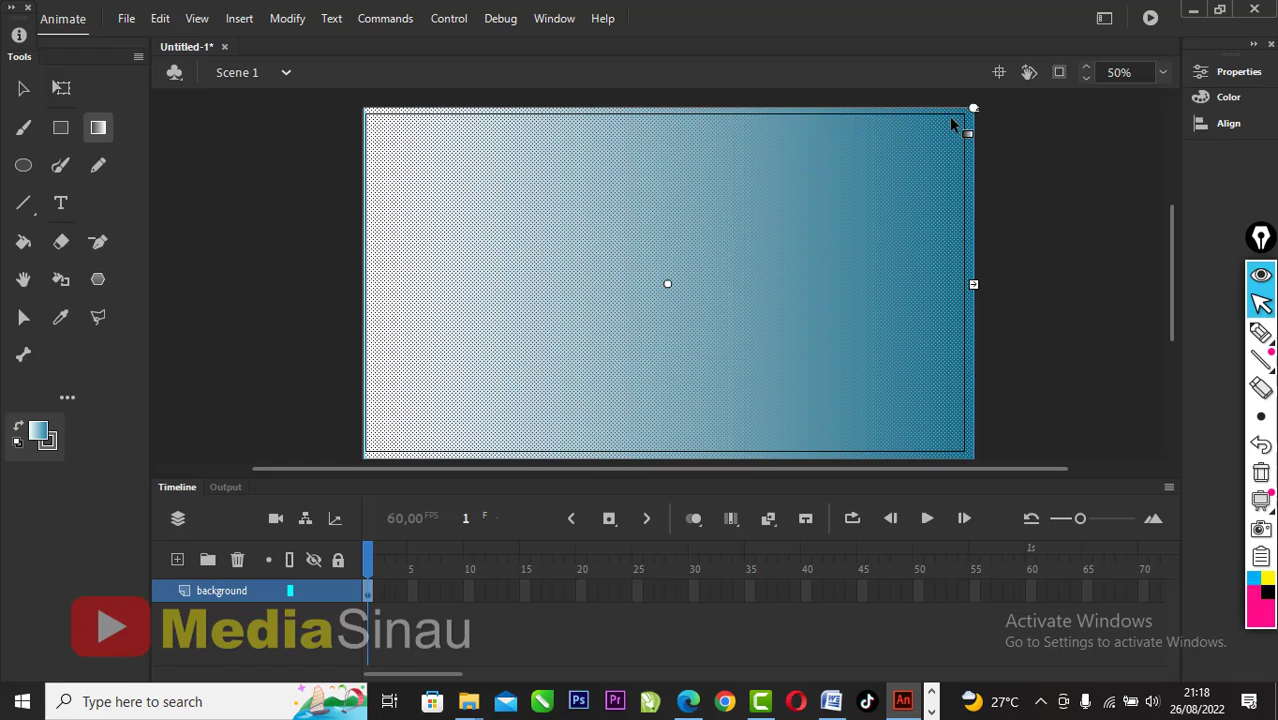 Animate File Edit View Insert Modify Text Commands Control Debug Window Help
Tools
Untitled-1*
Scene 1
50%
Properties
Color
Align
T
Timeline Output
60,00 FPS 1 F
1s
5 10 15 20 25 30 35 40 45 50 55 60 65 70
background
MediaSinau
Activate Windows
Go to Settings to activate Windows.
Type here to search
Ps
Pr
W
An
27°C
21:18
26/08/2022